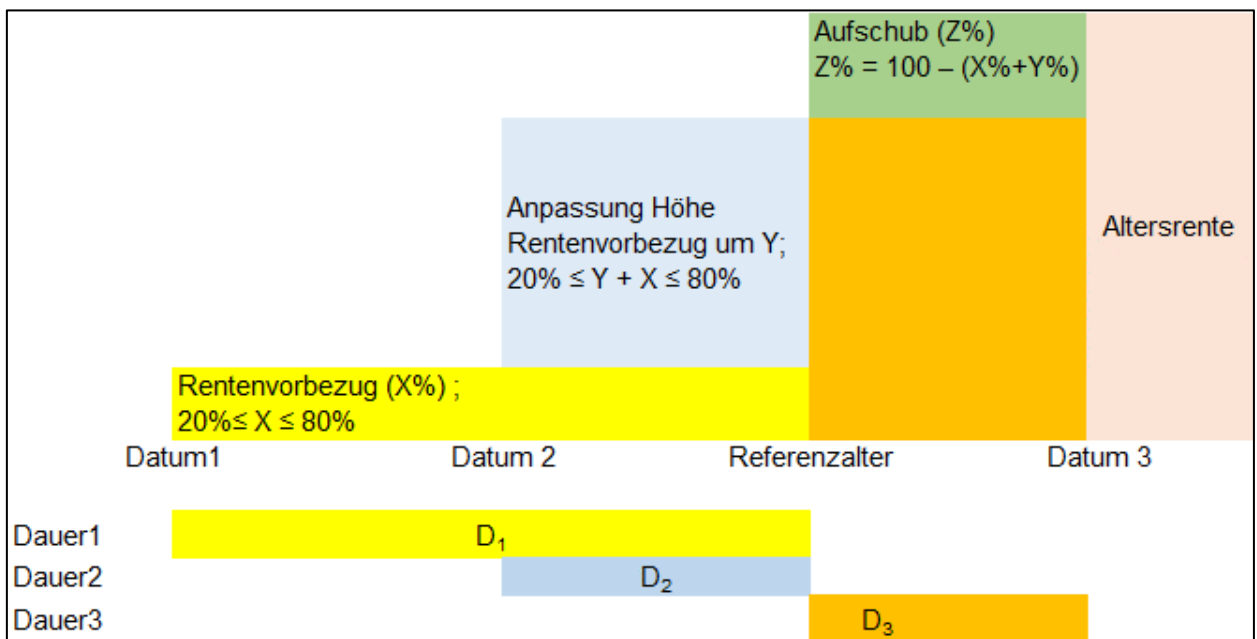 Aufschub (Z%)
Z% = 100 – (X%+Y%)
Anpassung Höhe
Rentenvorbezug um Y;
20% ≤ Y + X ≤ 80%
Altersrente
Rentenvorbezug (X%) ;
20%≤ X ≤ 80%
Datum1 Datum 2 Referenzalter Datum 3
Dauer1 D₁
Dauer2 D₂
Dauer3 D₃